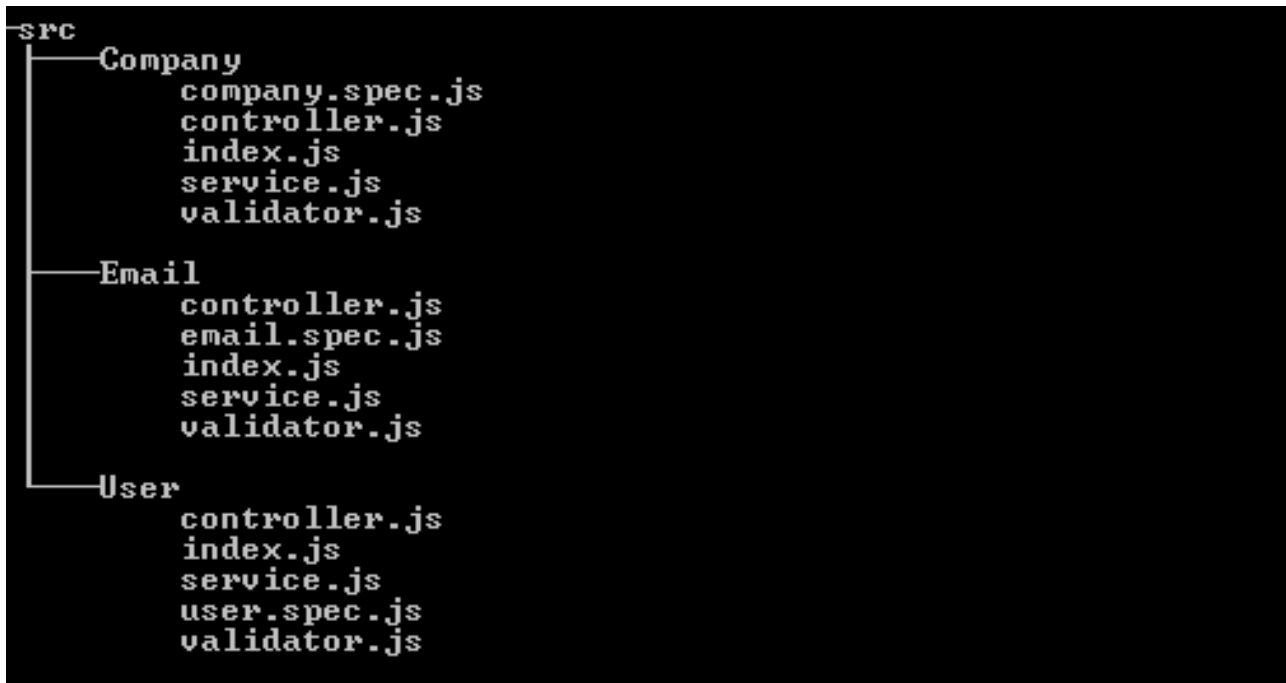 src
Company
company.spec.js
controller.js
index.js
service.js
validator.js
Email
controller.js
email.spec.js
index.js
service.js
validator.js
User
controller.js
index.js
service.js
user.spec.js
validator.js